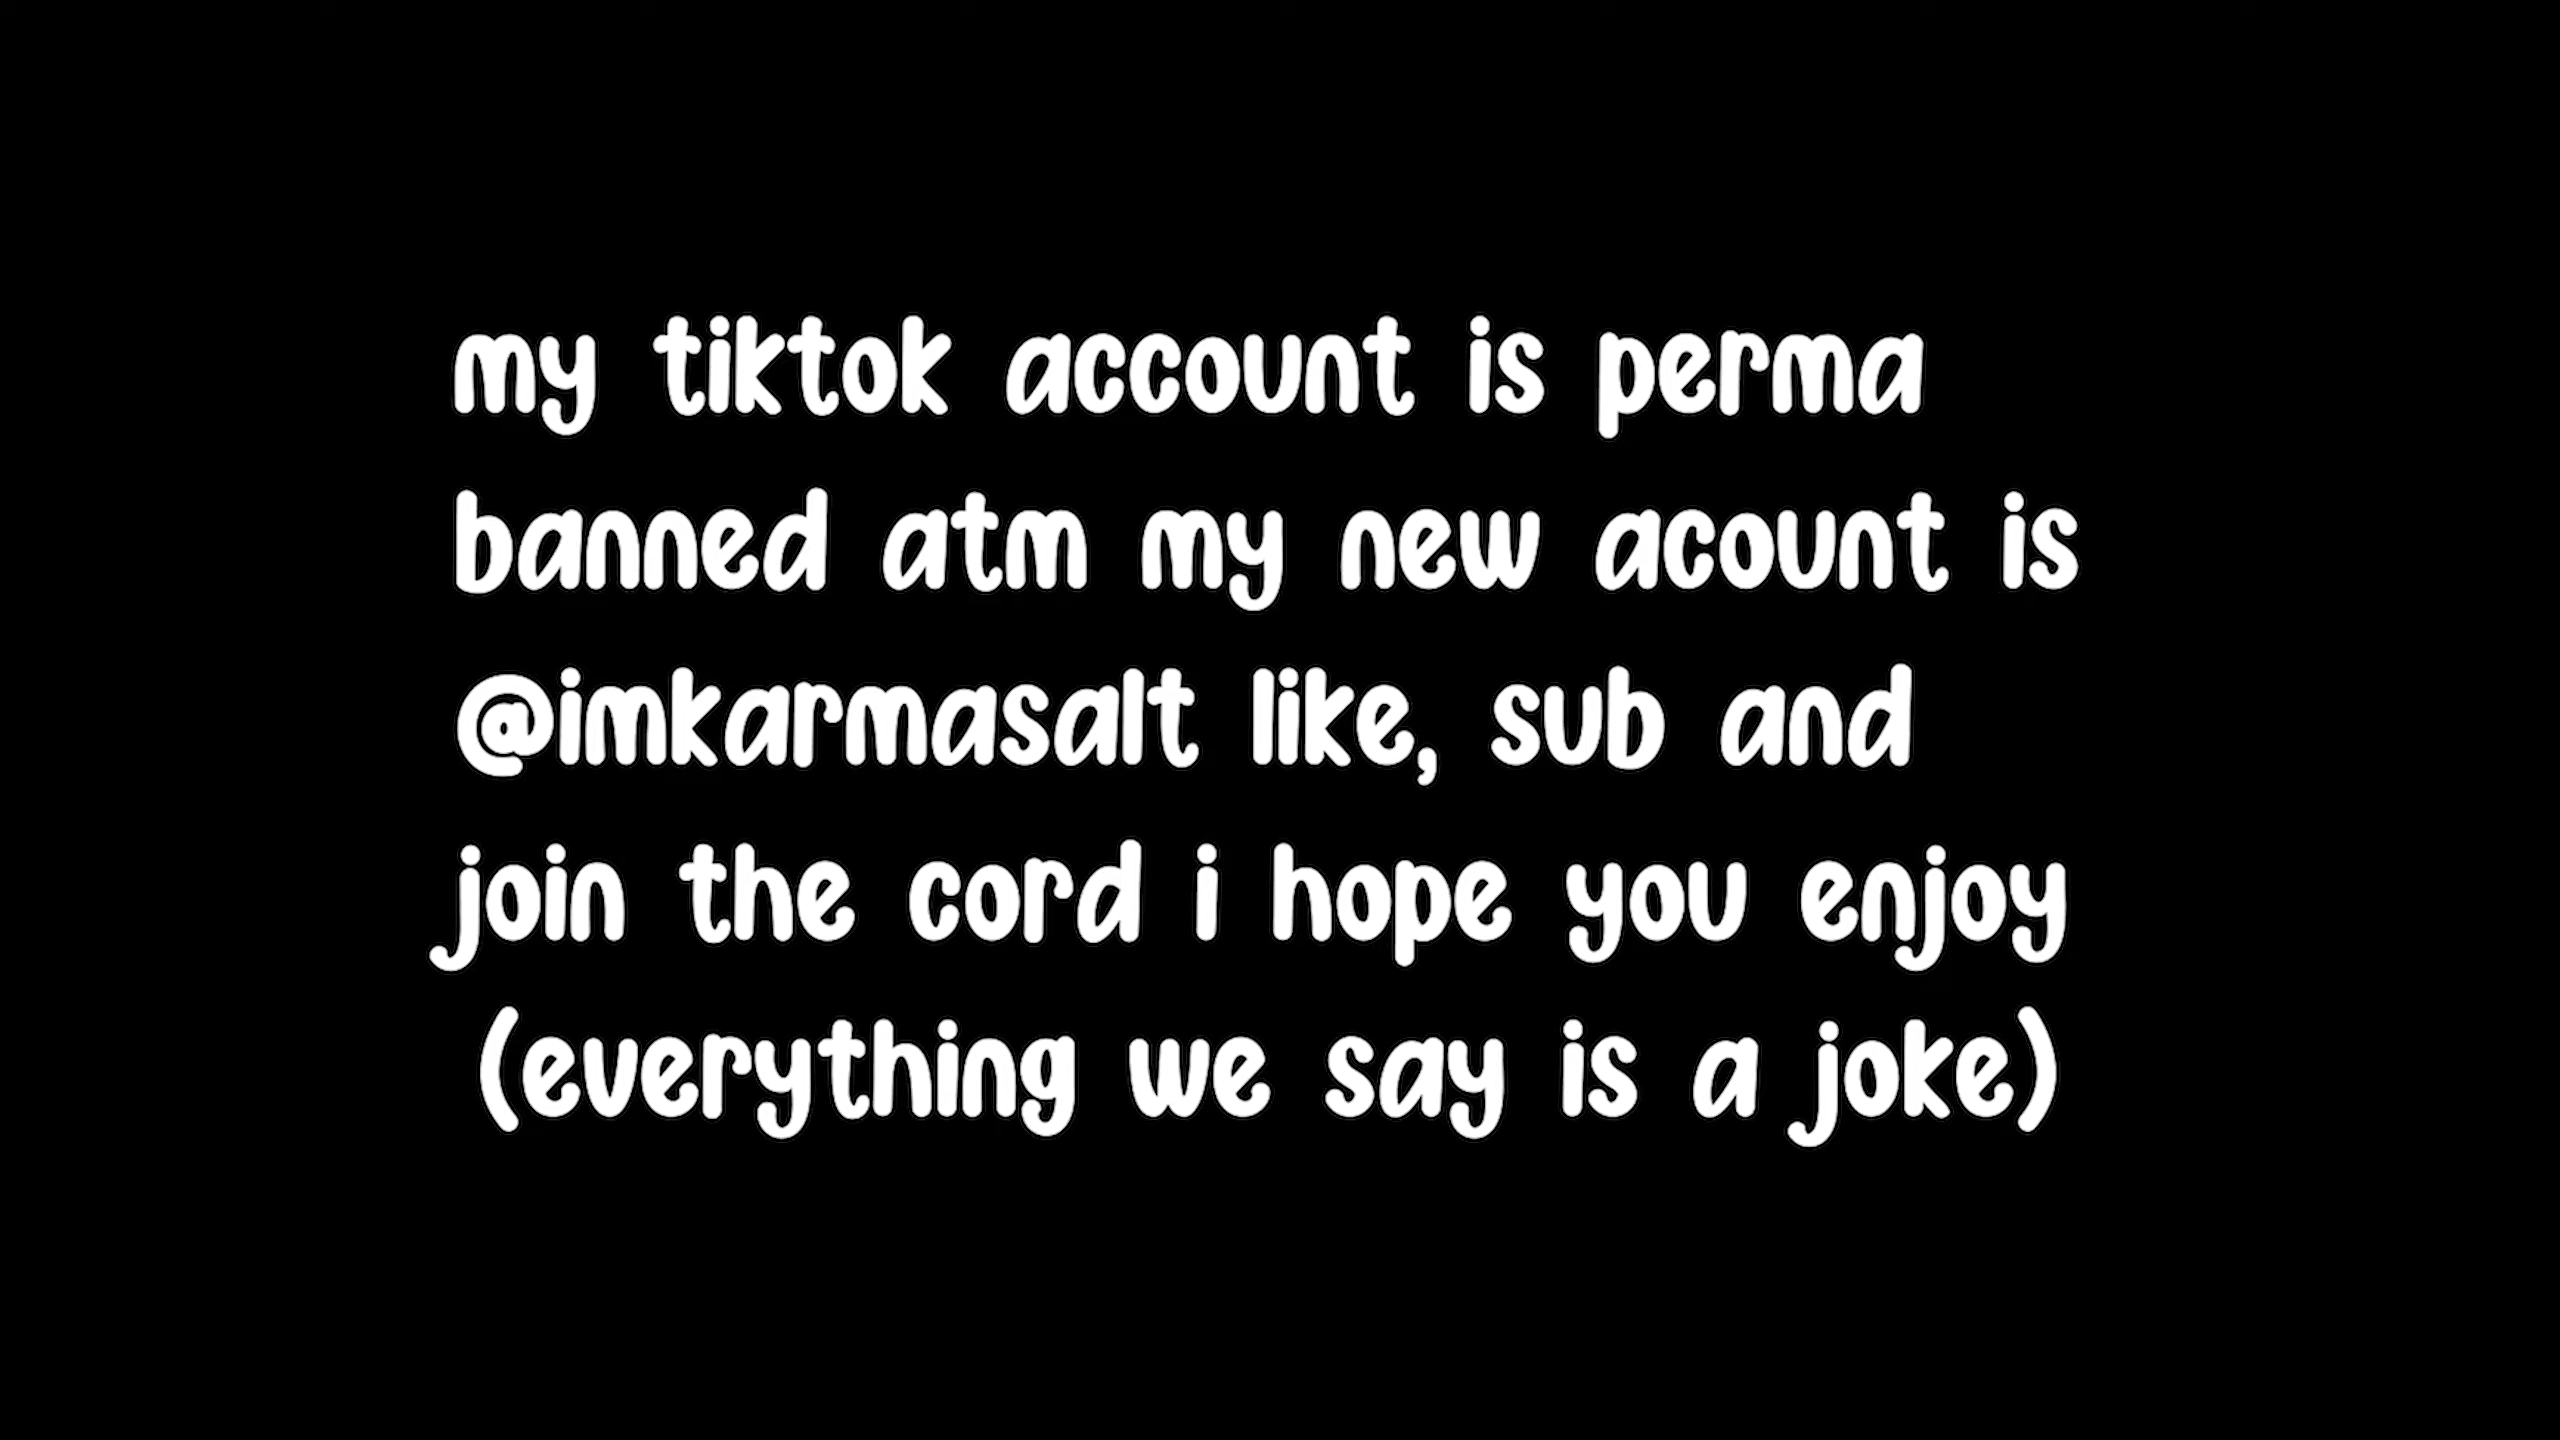 my tiktok account is perma
banned atm my new acount is
@imkarmasalt like, sub and
join the cord i hope you enjoy
(everything we say is a joke)